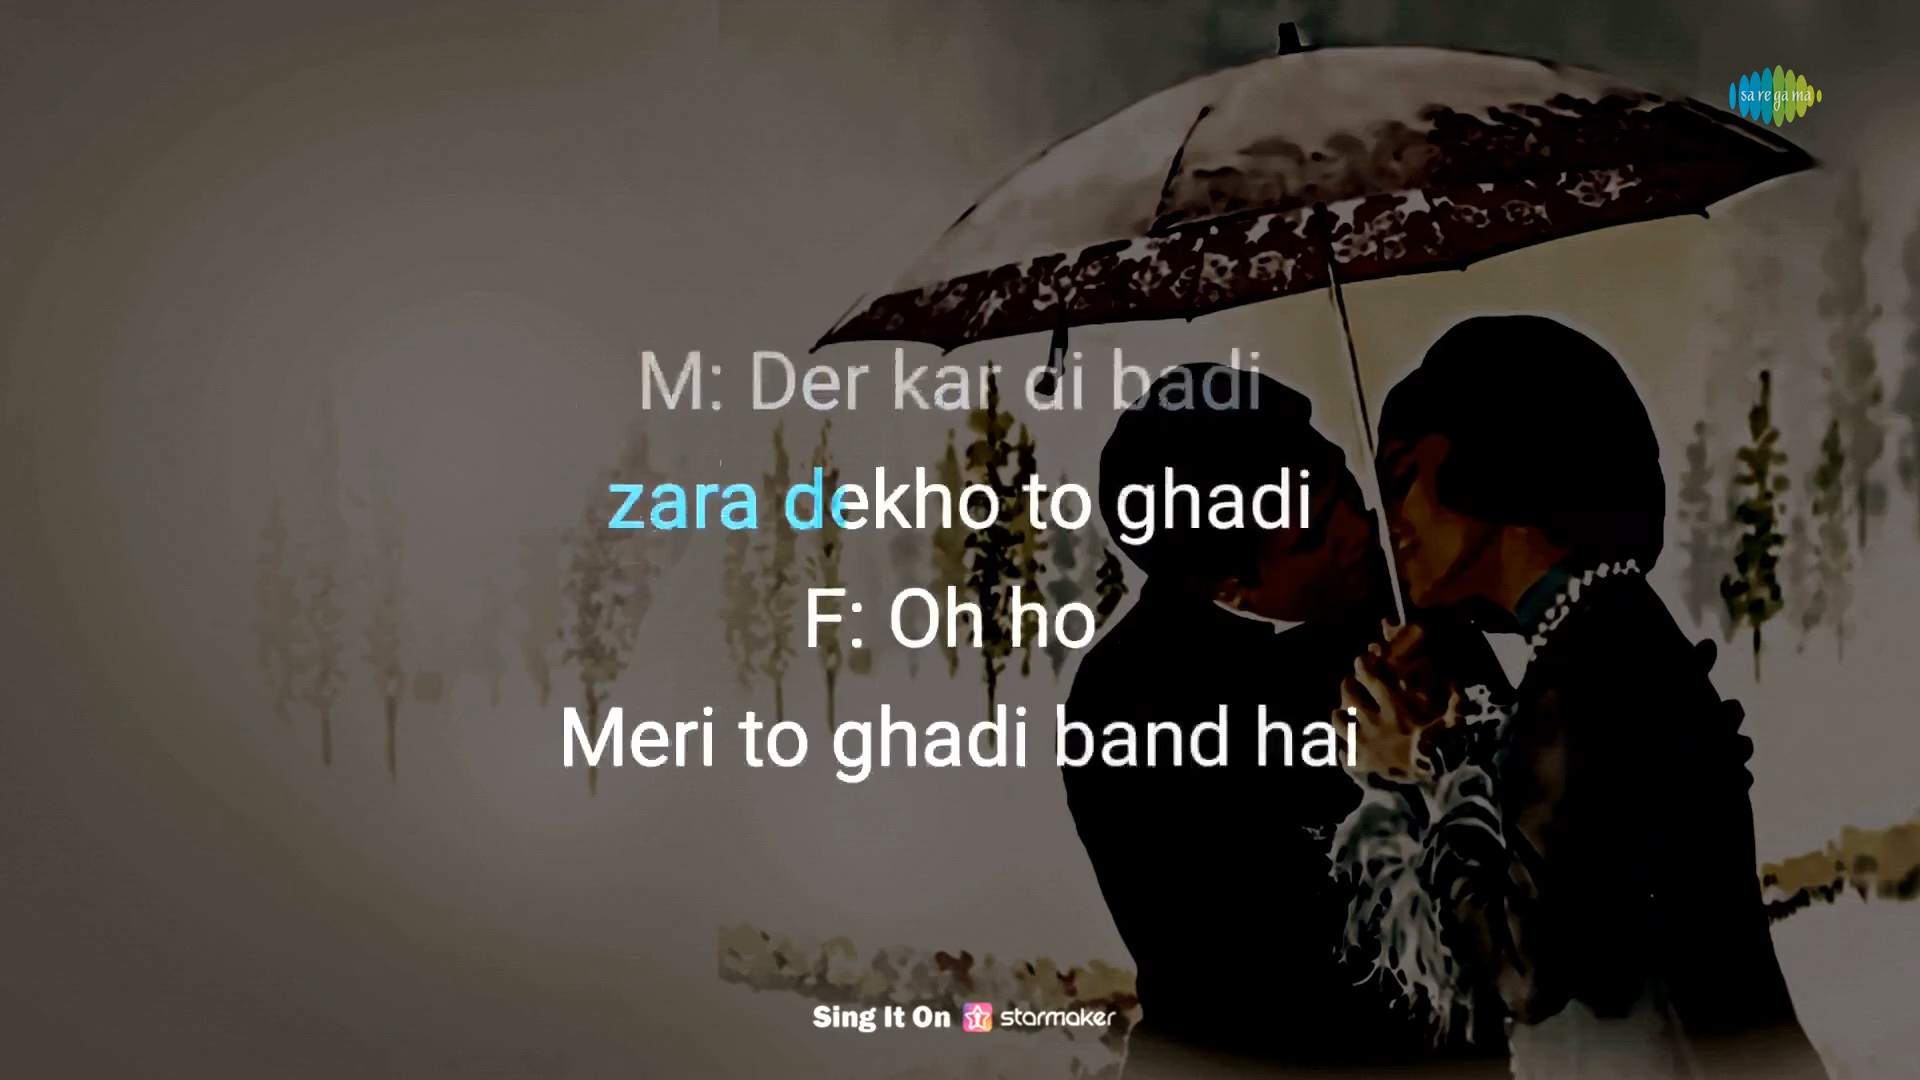 sa re ga ma
M: Der kar di badi
zara dekho to ghadi
F: Oh ho
Meri to ghadi band hai
Sing It On starmaker